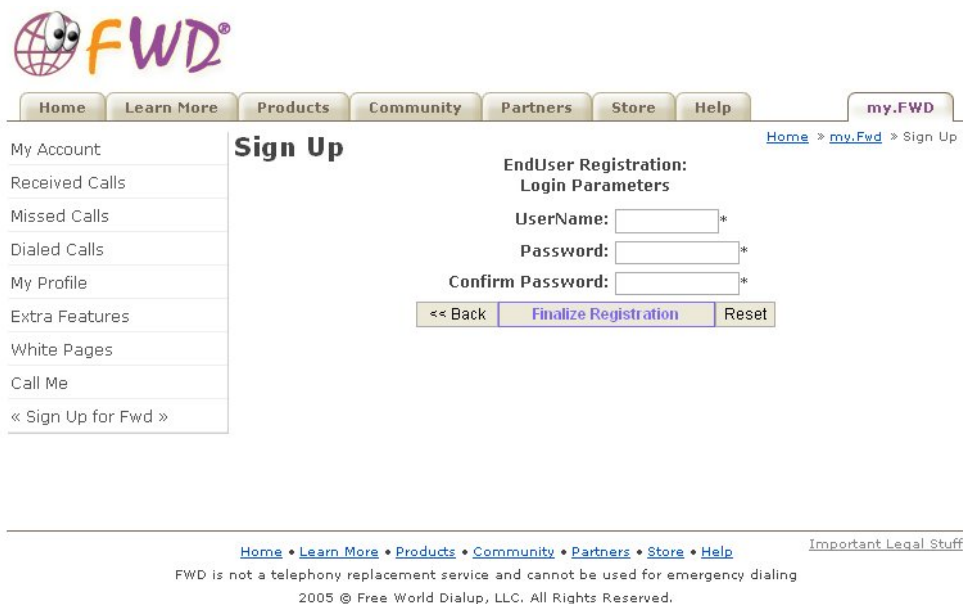 FWD®
Home Learn More Products Community Partners Store Help my.FWD
Home » my.Fwd » Sign Up
Sign Up
My Account
Received Calls
Missed Calls
Dialed Calls
My Profile
Extra Features
White Pages
Call Me
« Sign Up for Fwd »
EndUser Registration:
Login Parameters
UserName: *
Password: *
Confirm Password: *
<< Back Finalize Registration Reset
Important Legal Stuff
Home • Learn More • Products • Community • Partners • Store • Help
FWD is not a telephony replacement service and cannot be used for emergency dialing
2005 @ Free World Dialup, LLC. All Rights Reserved.